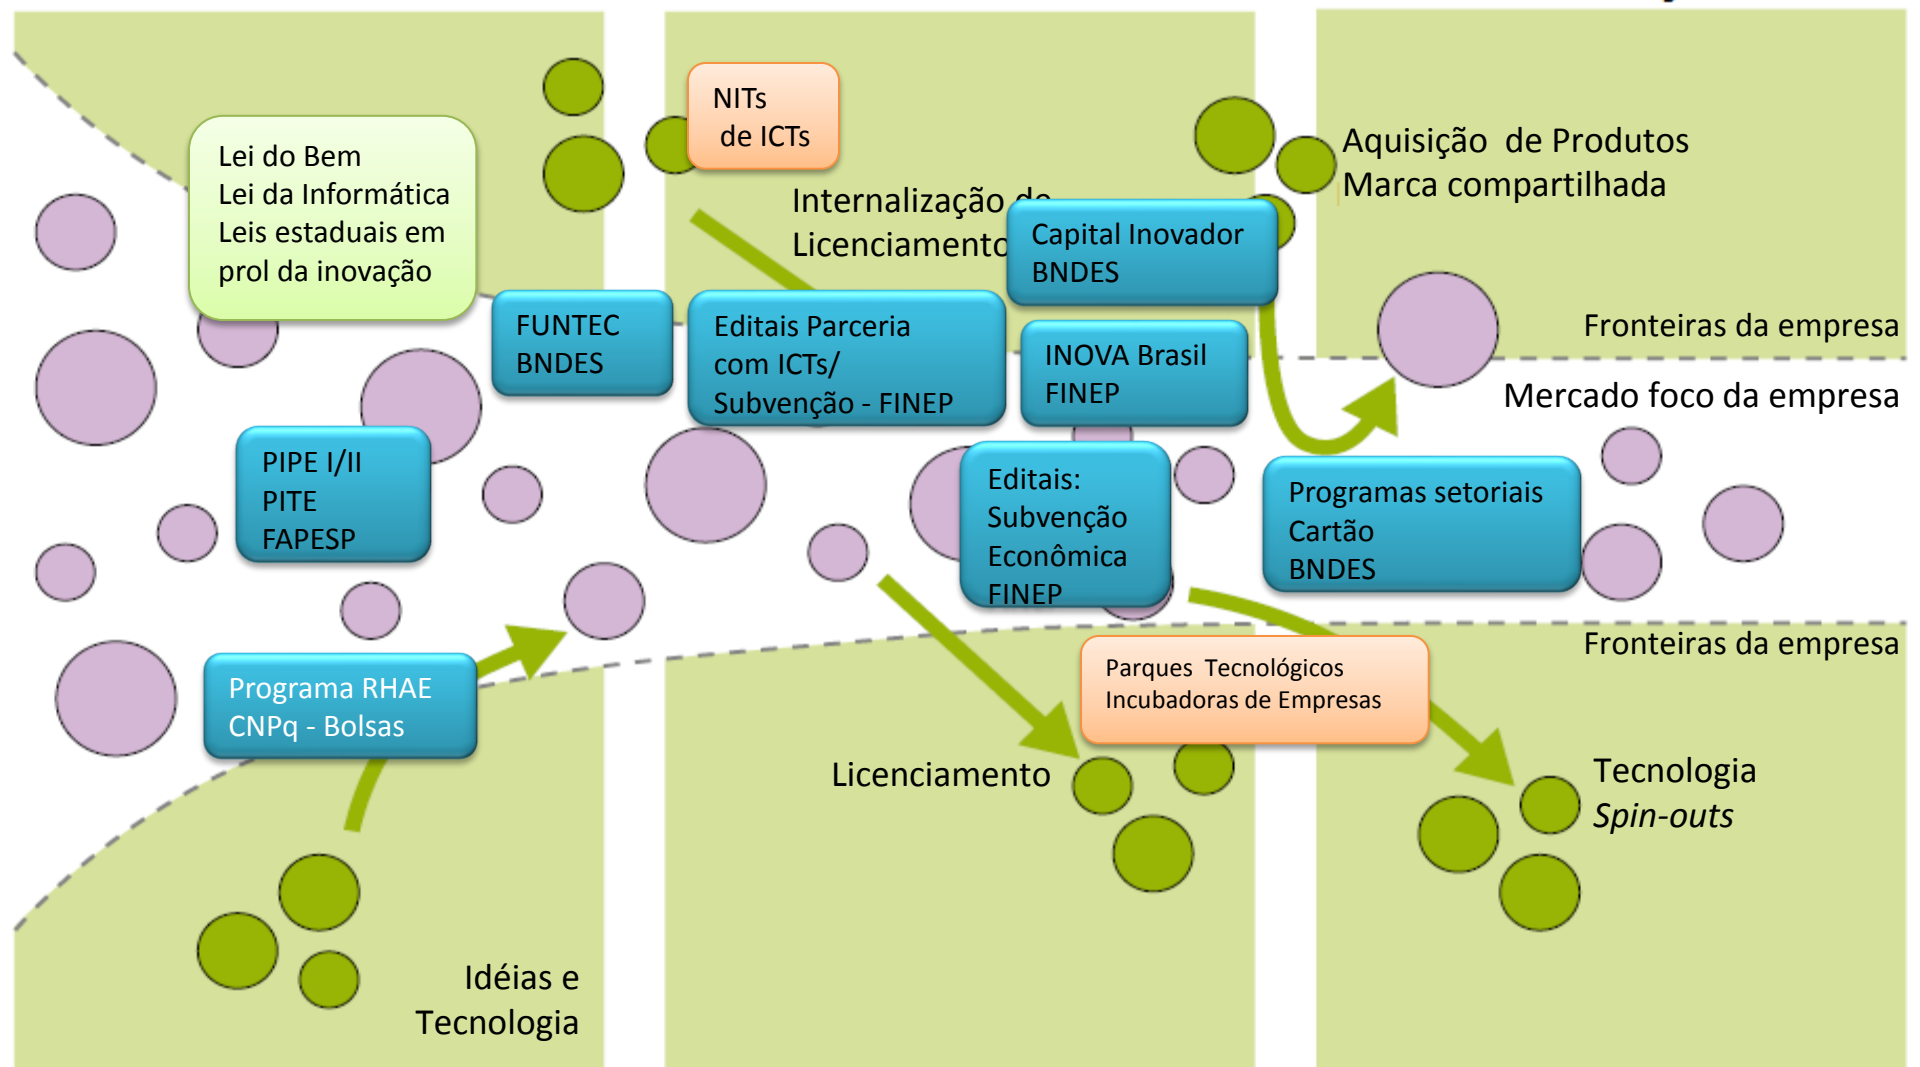 NITs
de ICTs
Lei do Bem
Lei da Informática
Leis estaduais em
prol da inovação
Aquisição de Produtos
Marca compartilhada
Internalização de
Licenciamento
Capital Inovador
BNDES
FUNTEC
BNDES
Editais Parceria
com ICTs/
Subvenção - FINEP
INOVA Brasil
FINEP
Fronteiras da empresa
Mercado foco da empresa
PIPE I/II
PITE
FAPESP
Editais:
Subvenção
Econômica
FINEP
Programas setoriais
Cartão
BNDES
Fronteiras da empresa
Programa RHAE
CNPq - Bolsas
Parques Tecnológicos
Incubadoras de Empresas
Licenciamento
Tecnologia
Spin-outs
Idéias e
Tecnologia